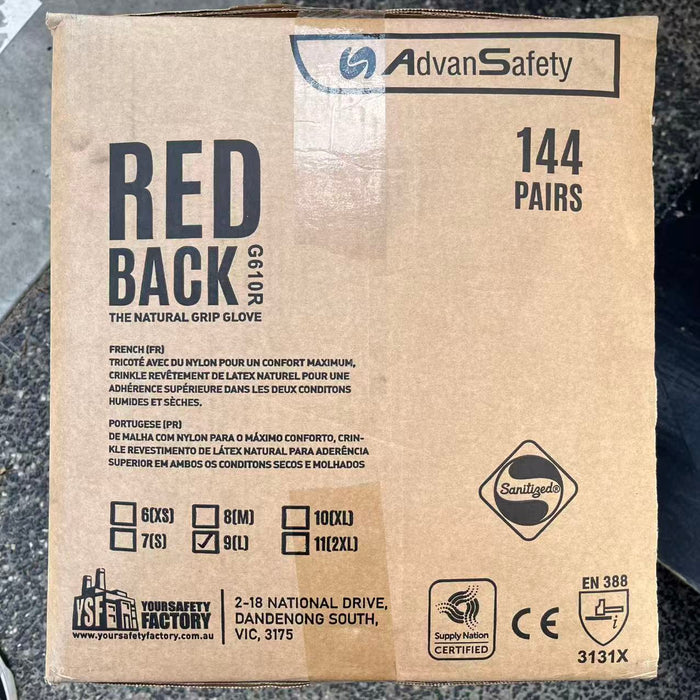 AdvanSafety
144
PAIRS
RED
BACK
G610R
THE NATURAL GRIP GLOVE
FRENCH (FR)
TRICOTÉ AVEC DU NYLON POUR UN CONFORT MAXIMUM,
CRINKLE REVÊTEMENT DE LATEX NATUREL POUR UNE
ADHÉRENCE SUPÉRIEURE DANS LES DEUX CONDITONS
HUMIDES ET SÈCHES.
PORTUGESE (PR)
DE MALHA COM NYLON PARA O MÁXIMO CONFORTO, CRIN-
KLE REVESTIMENTO DE LÁTEX NATURAL PARA ADERÊNCIA
SUPERIOR EM AMBOS OS CONDITONS SECOS E MOLHADOS
Sanitized®
6(XS) 8(M) 10(XL)
7(S) 9(L) 11(2XL)
YSF
YOURSAFETY
FACTORY
www.yoursafetyfactory.com.au
2-18 NATIONAL DRIVE,
DANDENONG SOUTH,
VIC, 3175
Supply Nation
CERTIFIED
CE
EN 388
i
3131X